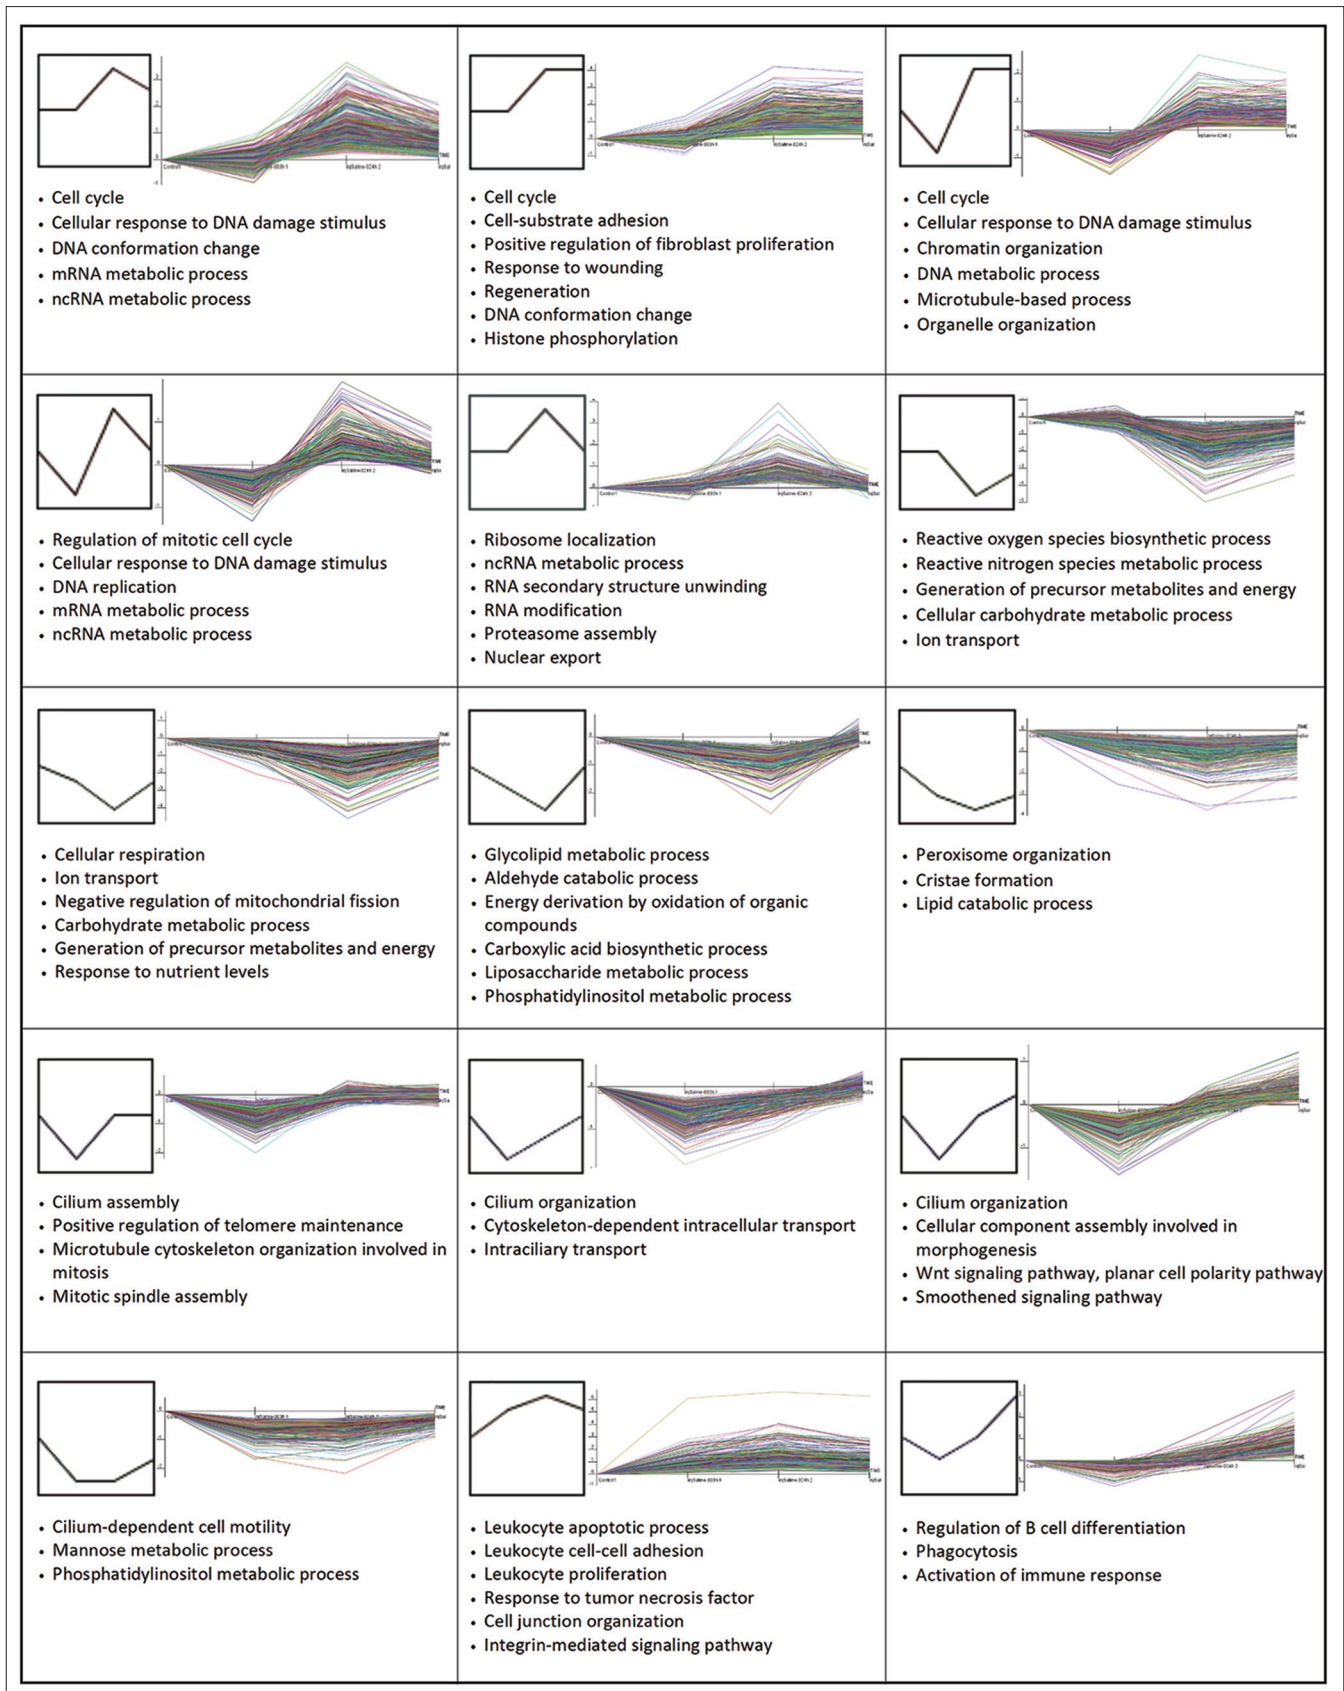 • Cell cycle
• Cellular response to DNA damage stimulus
• DNA conformation change
• mRNA metabolic process
• ncRNA metabolic process
• Cell cycle
• Cell-substrate adhesion
• Positive regulation of fibroblast proliferation
• Response to wounding
• Regeneration
• DNA conformation change
• Histone phosphorylation
• Cell cycle
• Cellular response to DNA damage stimulus
• Chromatin organization
• DNA metabolic process
• Microtubule-based process
• Organelle organization
• Regulation of mitotic cell cycle
• Cellular response to DNA damage stimulus
• DNA replication
• mRNA metabolic process
• ncRNA metabolic process
• Ribosome localization
• ncRNA metabolic process
• RNA secondary structure unwinding
• RNA modification
• Proteasome assembly
• Nuclear export
• Reactive oxygen species biosynthetic process
• Reactive nitrogen species metabolic process
• Generation of precursor metabolites and energy
• Cellular carbohydrate metabolic process
• Ion transport
• Cellular respiration
• Ion transport
• Negative regulation of mitochondrial fission
• Carbohydrate metabolic process
• Generation of precursor metabolites and energy
• Response to nutrient levels
• Glycolipid metabolic process
• Aldehyde catabolic process
• Energy derivation by oxidation of organic
compounds
• Carboxylic acid biosynthetic process
• Liposaccharide metabolic process
• Phosphatidylinositol metabolic process
• Peroxisome organization
• Cristae formation
• Lipid catabolic process
• Cilium assembly
• Positive regulation of telomere maintenance
• Microtubule cytoskeleton organization involved in
mitosis
• Mitotic spindle assembly
• Cilium organization
• Cytoskeleton-dependent intracellular transport
• Intraciliary transport
• Cilium organization
• Cellular component assembly involved in
morphogenesis
• Wnt signaling pathway, planar cell polarity pathway
• Smoothened signaling pathway
• Cilium-dependent cell motility
• Mannose metabolic process
• Phosphatidylinositol metabolic process
• Leukocyte apoptotic process
• Leukocyte cell-cell adhesion
• Leukocyte proliferation
• Response to tumor necrosis factor
• Cell junction organization
• Integrin-mediated signaling pathway
• Regulation of B cell differentiation
• Phagocytosis
• Activation of immune response